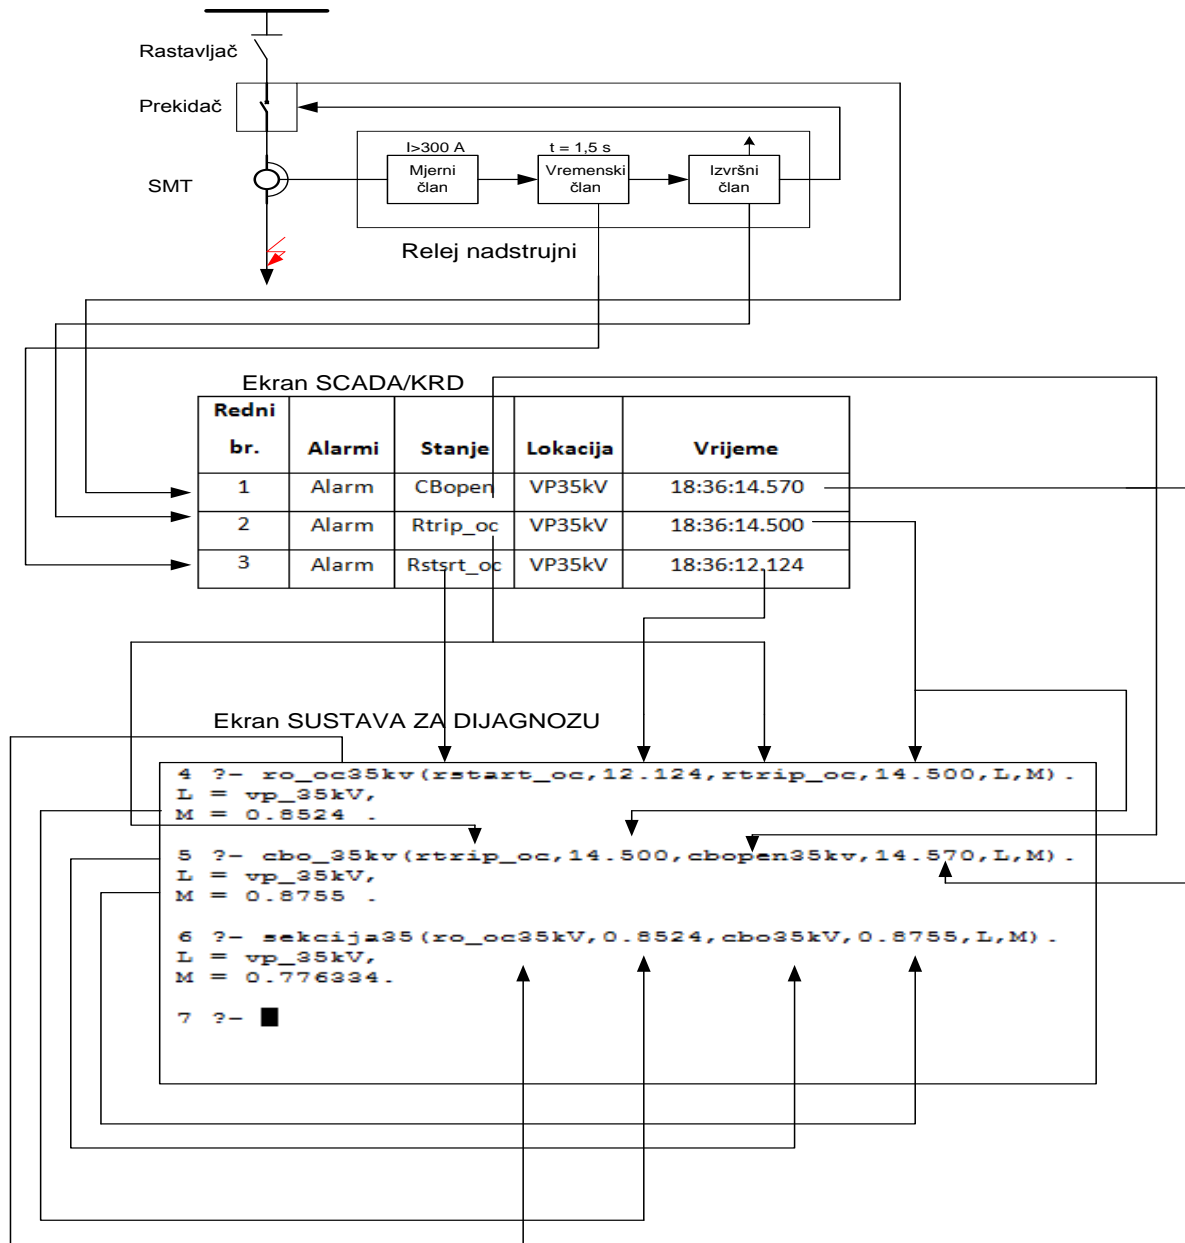 Rastavljač
Prekidač
SMT
I>300 A
t = 1,5 s
Mjerni
član
Vremenski
član
Izvršni
član
Relej nadstrujni
Ekran SCADA/KRD
Redni
br. Alarmi Stanje Lokacija Vrijeme
1 Alarm CBopen VP35kV 18:36:14.570
2 Alarm Rtrip_oc VP35kV 18:36:14.500
3 Alarm Rstsrt_oc VP35kV 18:36:12.124
Ekran SUSTAVA ZA DIJAGNOZU
4 ?- ro_oc35kv(rstart_oc,12.124,rtrip_oc,14.500,L,M).
L = vp_35kV,
M = 0.8524 .
5 ?- cbo_35kv(rtrip_oc,14.500,cbopen35kv,14.570,L,M).
L = vp_35kV,
M = 0.8755 .
6 ?- sekcija35(ro_oc35kV,0.8524,cbo35kV,0.8755,L,M).
L = vp_35kV,
M = 0.776334.
7 ?-